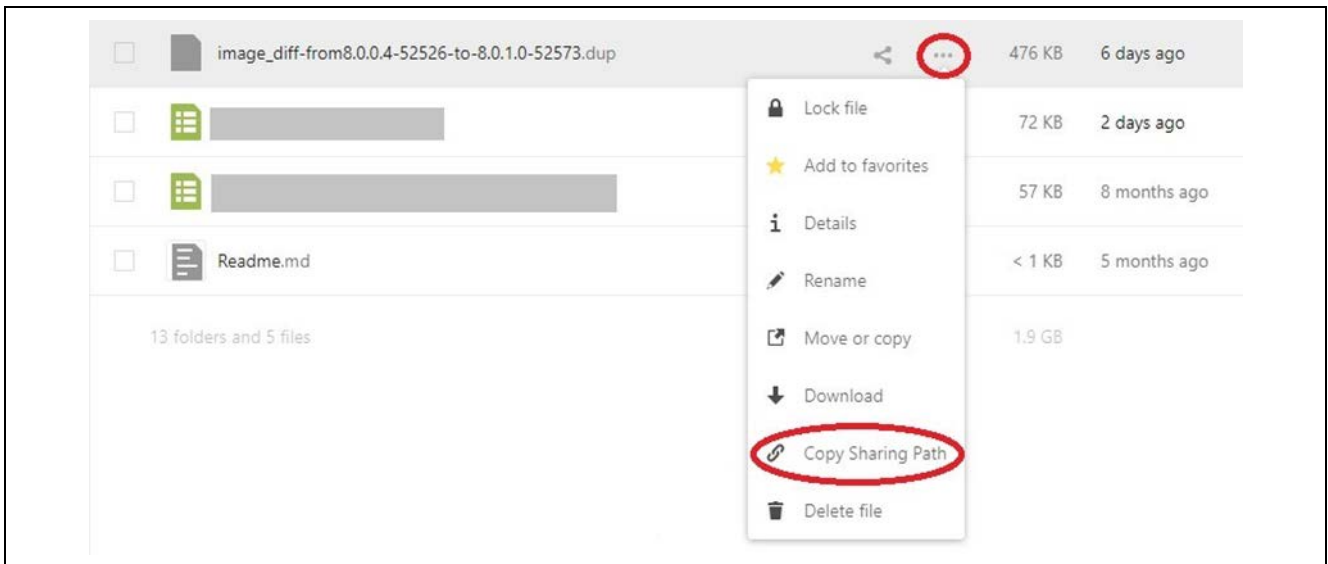 image_diff-from8.0.0.4-52526-to-8.0.1.0-52573.dup 476 KB 6 days ago
Lock file
72 KB 2 days ago
Add to favorites
57 KB 8 months ago
Details
Readme.md < 1 KB 5 months ago
Rename
13 folders and 5 files 1.9 GB
Move or copy
Download
Copy Sharing Path
Delete file